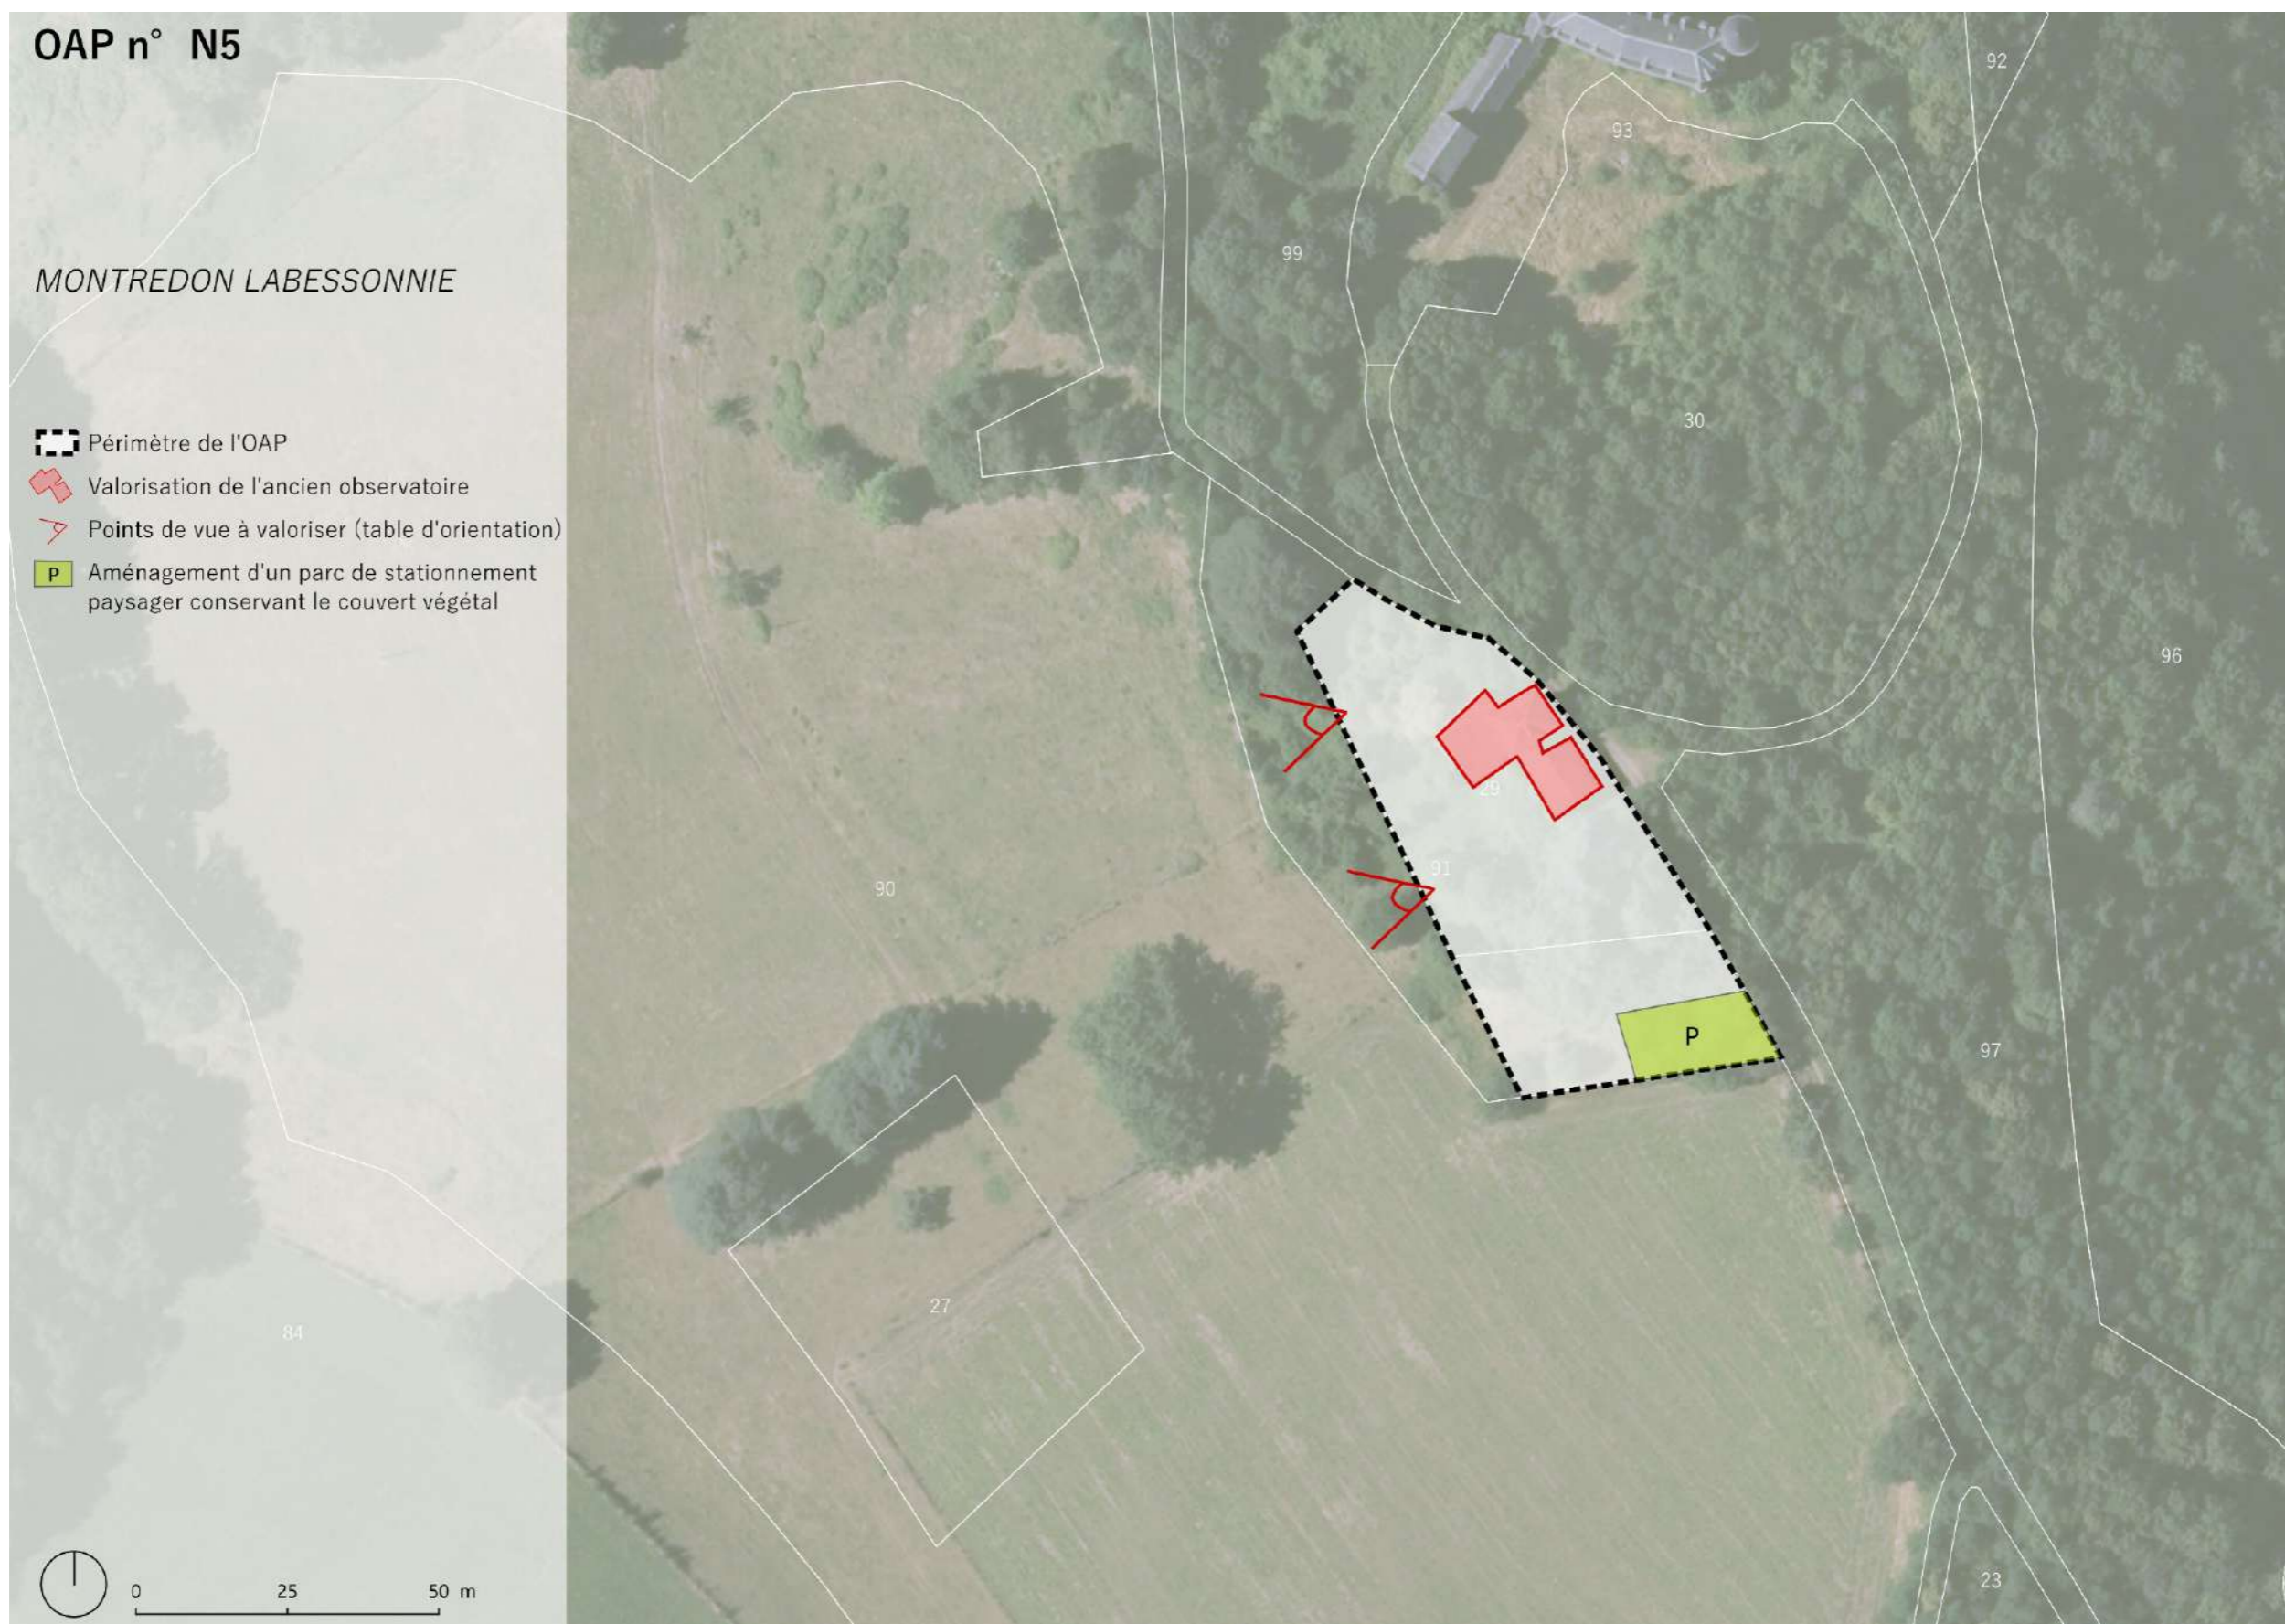 OAP n° N5
MONTREDON LABESSONNIE
Périmètre de l'OAP
Valorisation de l'ancien observatoire
Points de vue à valoriser (table d'orientation)
P Aménagement d'un parc de stationnement
paysager conservant le couvert végétal
92
93
99
30
96
29
91
90
P
97
27
84
23
0 25 50 m